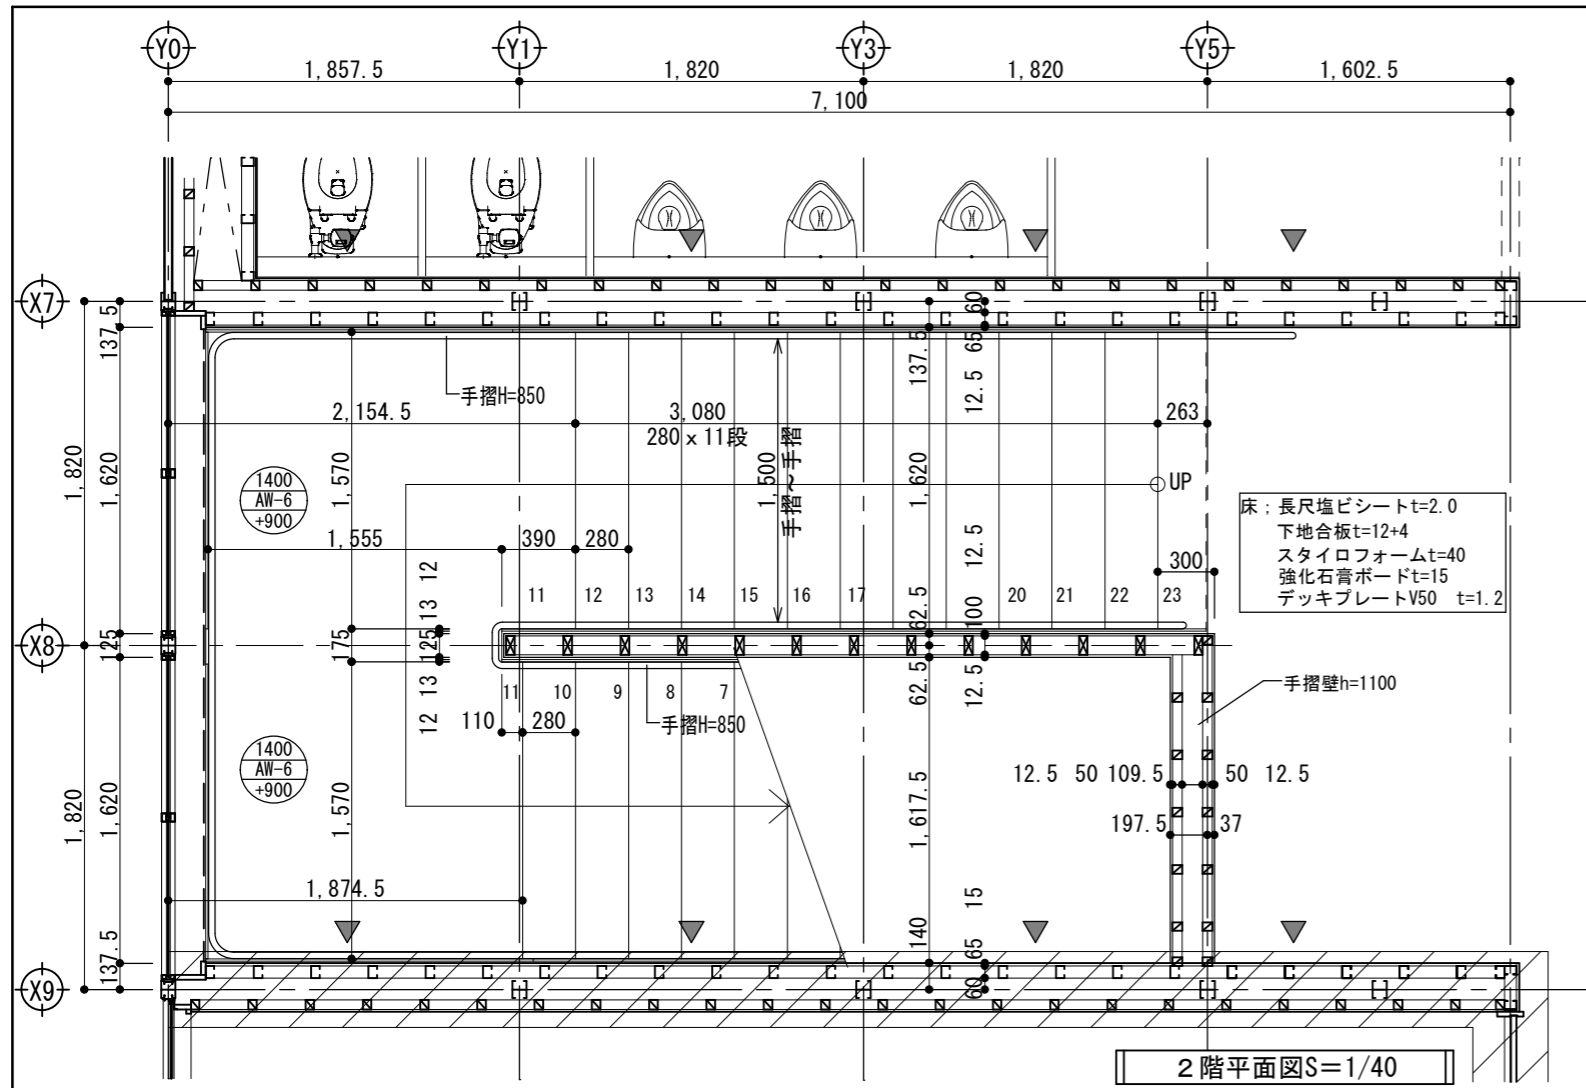 Y0 Y1 Y3 Y5
1,857.5 1,820 1,820 1,602.5
7,100
X7
137.5
60
65
137.5
12.5
手摺H=850
2,154.5 3,080 263
280×11段
1,820
1,620
1,570
1,500
手摺~手摺
1,620
UP
1400
AW-6
+900
床;長尺塩ビシートt=2.0
下地合板t=12+4
スタイロフォームt=40
強化石膏ボードt=15
デッキプレートV50 t=1.2
1,555 390 280
12.5
300
12
13
11 12 13 14 15 16 17 20 21 22 23
62.5
100
X8
125
175
125
62.5
12.5
13
12
11 10 9 8 7
手摺壁h=1100
110 280
手摺H=850
1400
AW-6
+900
1,820
1,620
1,570
1,617.5
12.5 50 109.5 50 12.5
197.5 37
1,874.5
15
140
65
60
137.5
X9
2階平面図S=1/40